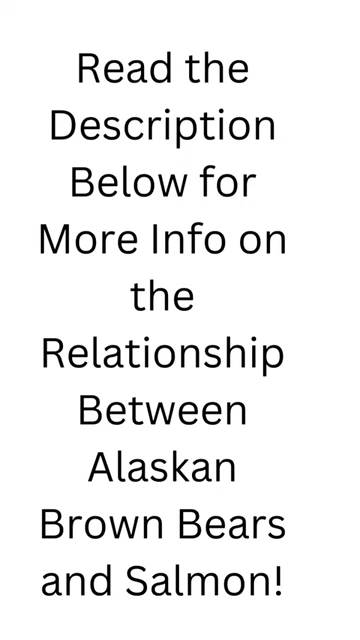 Read the
Description
Below for
More Info on
the
Relationship
Between
Alaskan
Brown Bears
and Salmon!